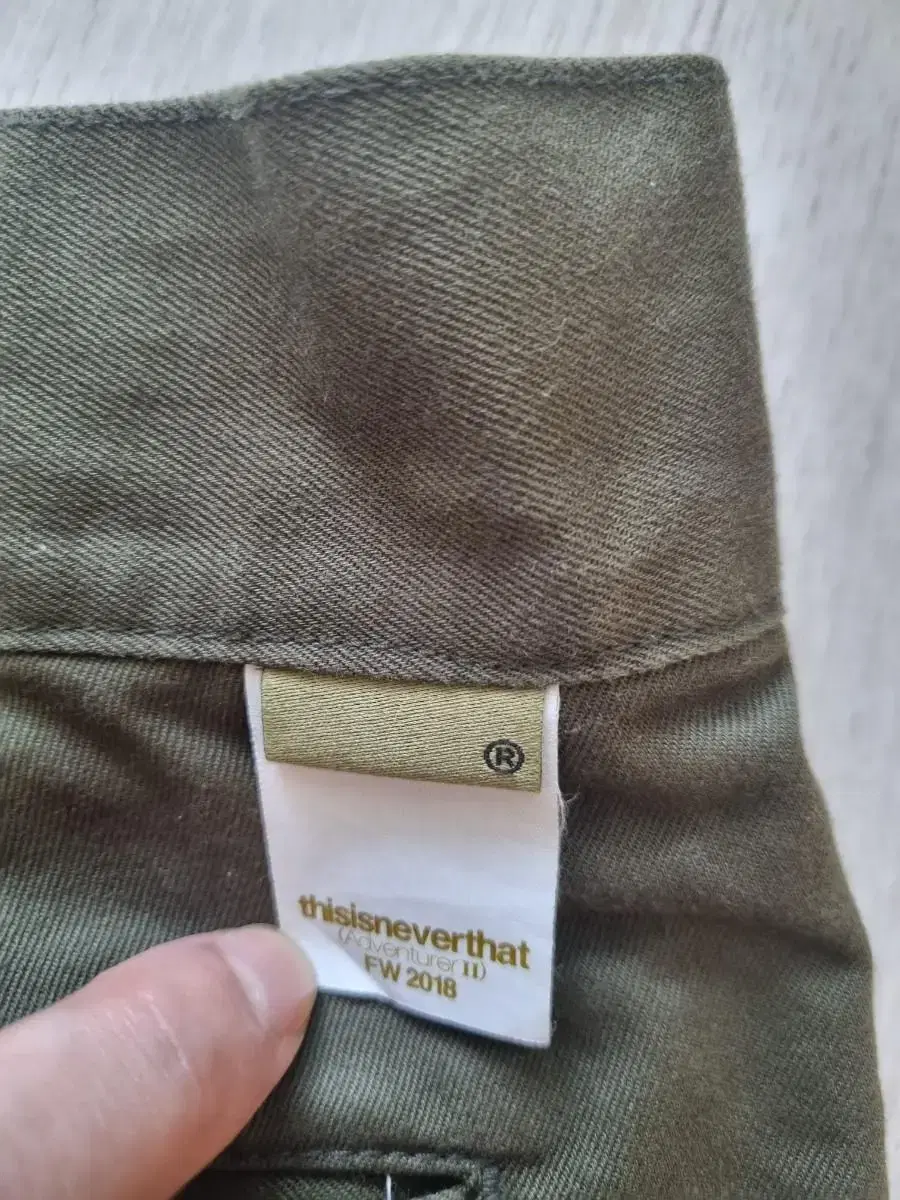 ®
thisisneverthat
(Adventurer II)
FW 2018